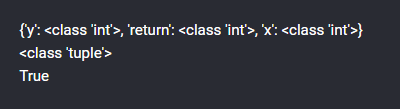 {'y': <class 'int'>, 'return': <class 'int'>, 'x': <class 'int'>}
<class 'tuple'>
True